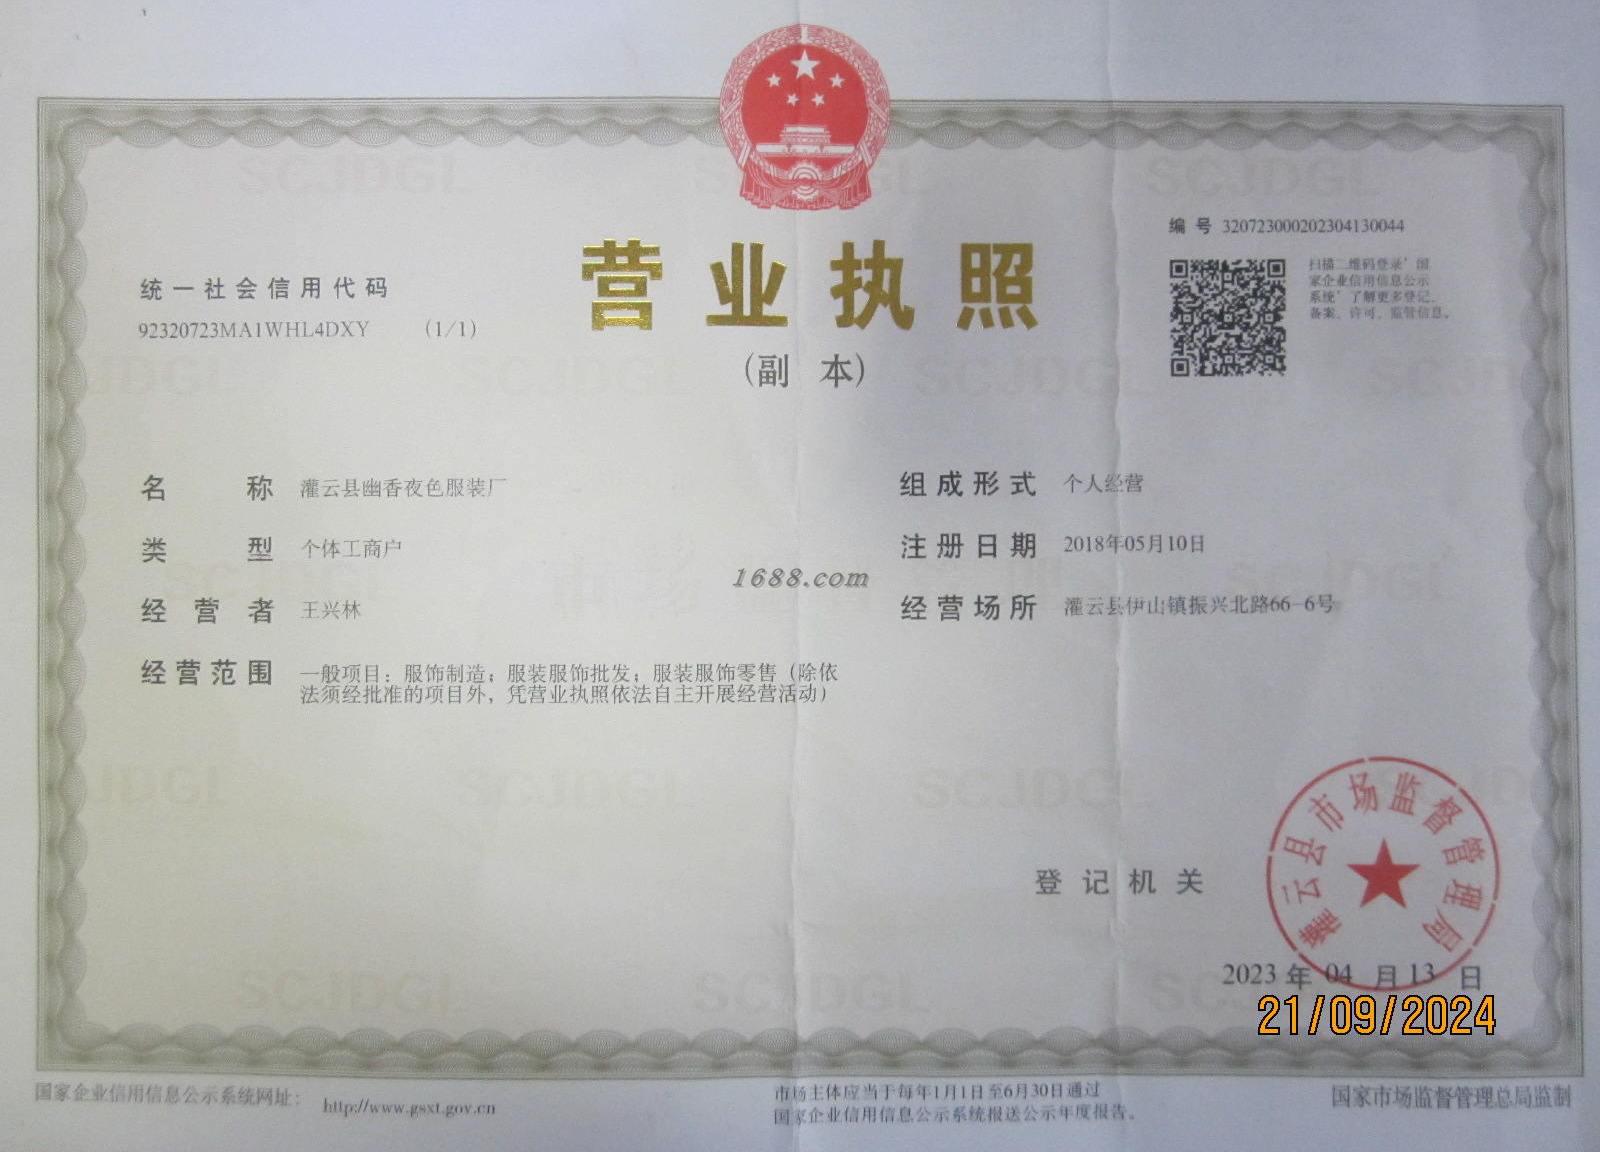 编 号 320723000202304130044
统一社会信用代码
92320723MA1WHL4DXY (1/1)
营业执照
(副 本)
扫描二维码登录‘国
家企业信用信息公示
系统’了解更多登记、
备案、许可、监管信息。
名 称 灌云县幽香夜色服装厂
类 型 个体工商户
经 营 者 王兴林
经营范围 一般项目：服饰制造；服装服饰批发；服装服饰零售（除依
法须经批准的项目外，凭营业执照依法自主开展经营活动）
组成形式 个人经营
注册日期 2018年05月10日
经营场所 灌云县伊山镇振兴北路66-6号
1688.com
登记机关
灌云县市场监督管理局
2023 年 04 月 13 日
21/09/2024
国家企业信用信息公示系统网址： http://www.gsxt.gov.cn
市场主体应当于每年1月1日至6月30日通过
国家企业信用信息公示系统报送公示年度报告。
国家市场监督管理总局监制
SCJDGL